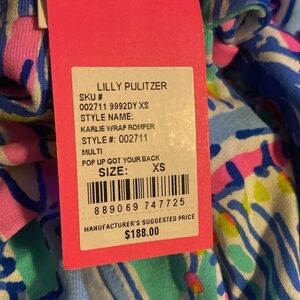 LILLY PULITZER
SKU #
002711 9992DY XS
STYLE NAME:
KARLIE WRAP ROMPER
STYLE #: 002711
MULTI
POP UP GOT YOUR BACK
SIZE: XS
889069 747725
MANUFACTURER'S SUGGESTED PRICE
$188.00